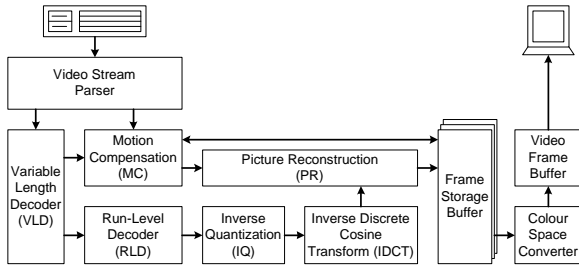 Video Stream
Parser
Variable
Length
Decoder
(VLD)
Motion
Compensation
(MC)
Picture Reconstruction
(PR)
Run-Level
Decoder
(RLD)
Inverse
Quantization
(IQ)
Inverse Discrete
Cosine
Transform (IDCT)
Frame
Storage
Buffer
Video
Frame
Buffer
Colour
Space
Converter